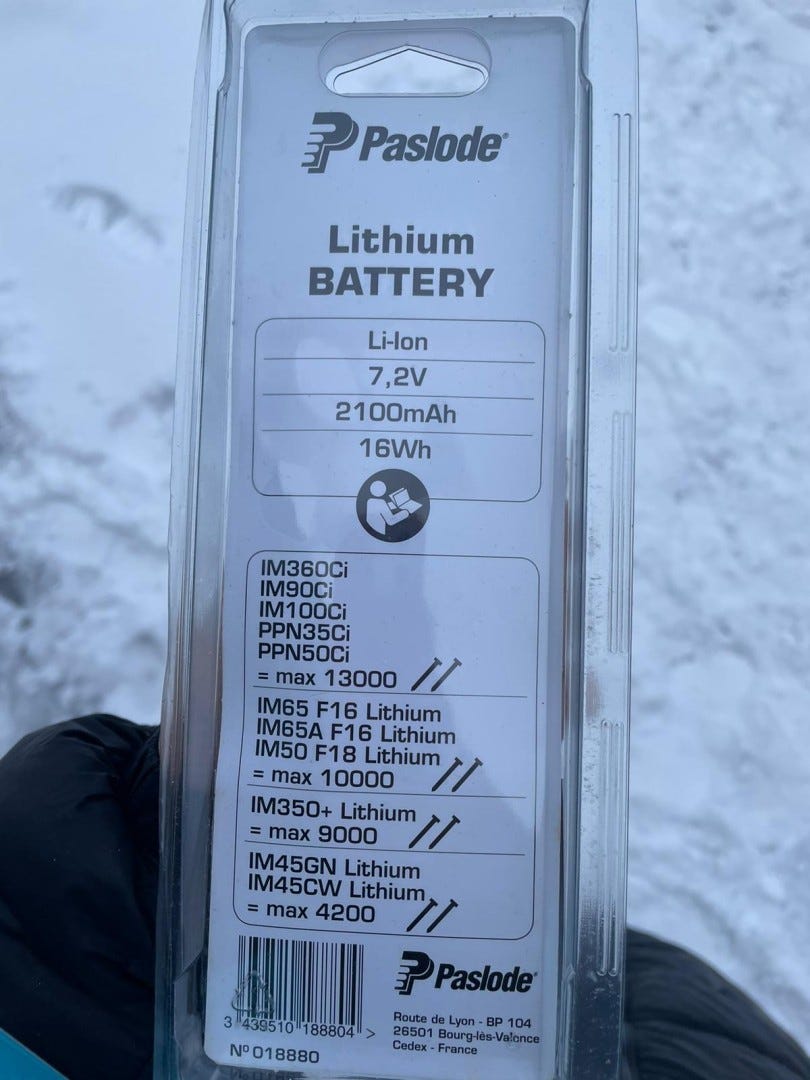 Paslode®
Lithium
BATTERY
Li-Ion
7,2V
2100mAh
16Wh
IM360Ci
IM90Ci
IM100Ci
PPN35Ci
PPN50Ci
= max 13000
IM65 F16 Lithium
IM65A F16 Lithium
IM50 F18 Lithium
= max 10000
IM350+ Lithium
= max 9000
IM45GN Lithium
IM45CW Lithium
= max 4200
3 439510 188804 >
Nº 018880
Paslode®
Route de Lyon - BP 104
26501 Bourg-lès-Valence
Cedex - France